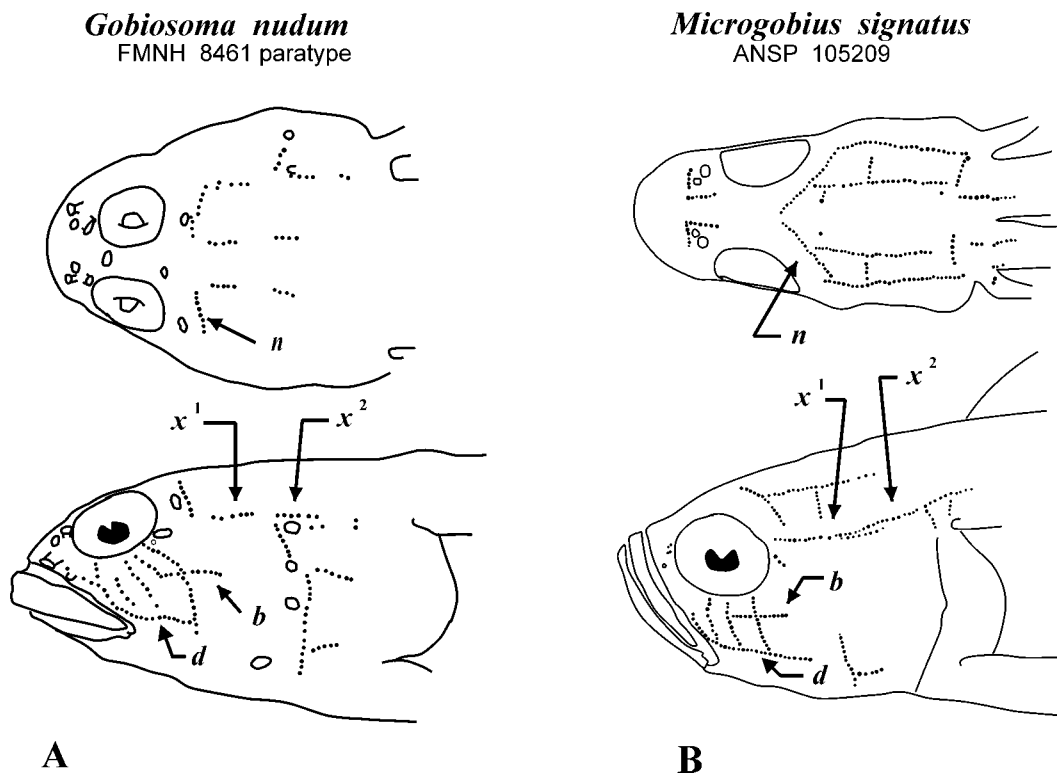 Gobiosoma nudum
FMNH 8461 paratype
Microgobius signatus
ANSP 105209
n
n
x¹
x²
x¹
x²
b
d
b
d
A
B